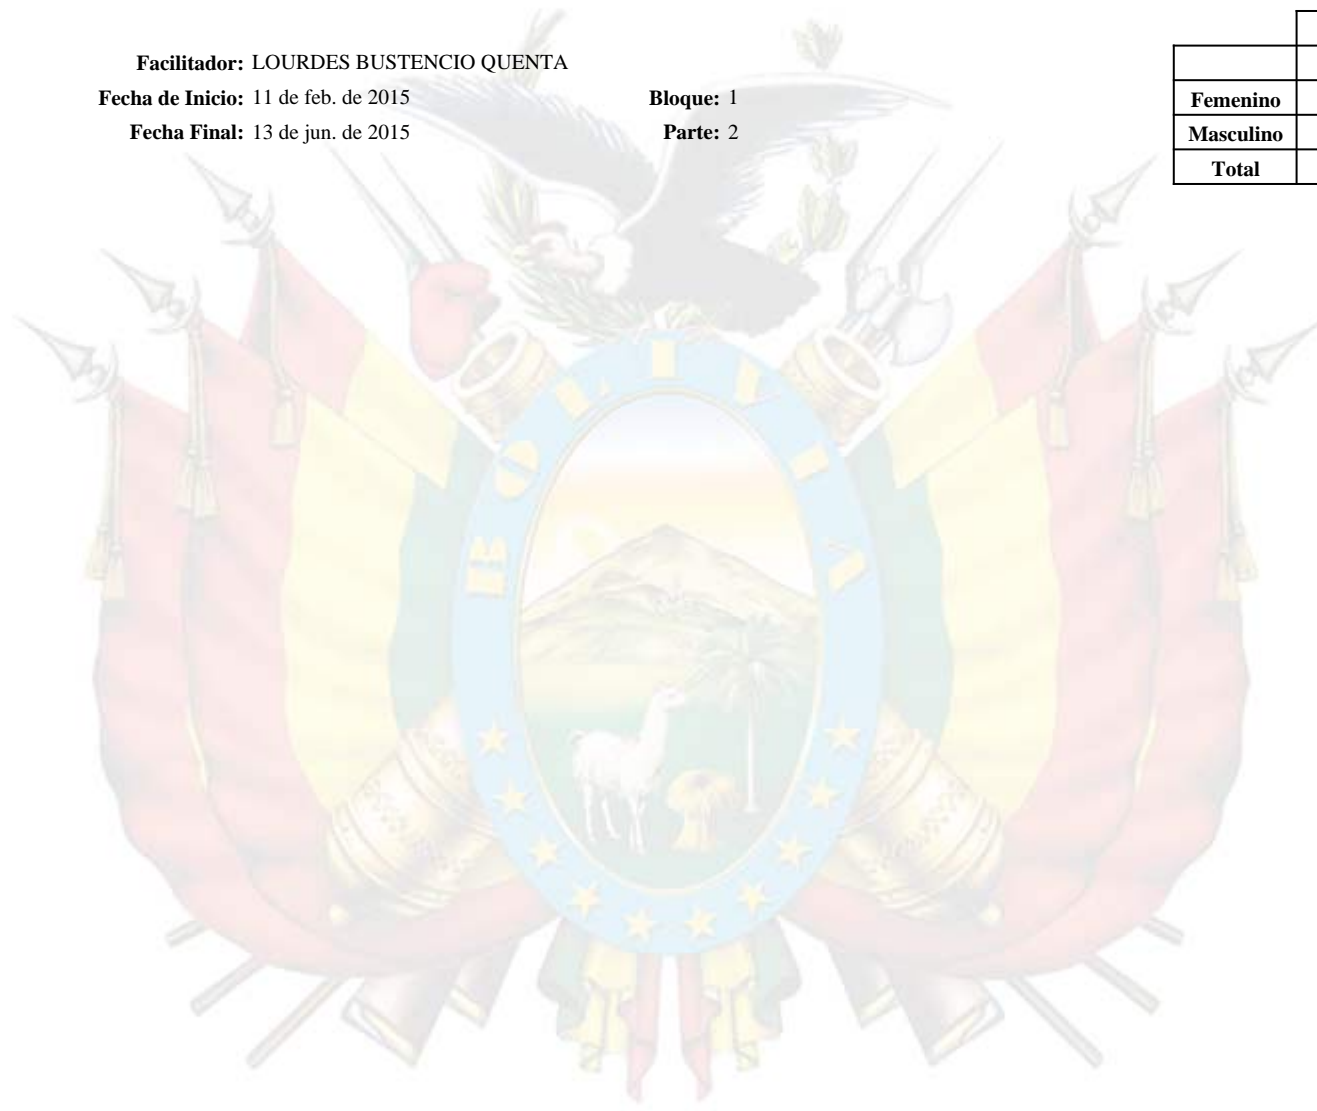 Facilitador: LOURDES BUSTENCIO QUENTA
Fecha de Inicio: 11 de feb. de 2015 Bloque: 1
Fecha Final: 13 de jun. de 2015 Parte: 2
Femenino
Masculino
Total
BOLIVIA